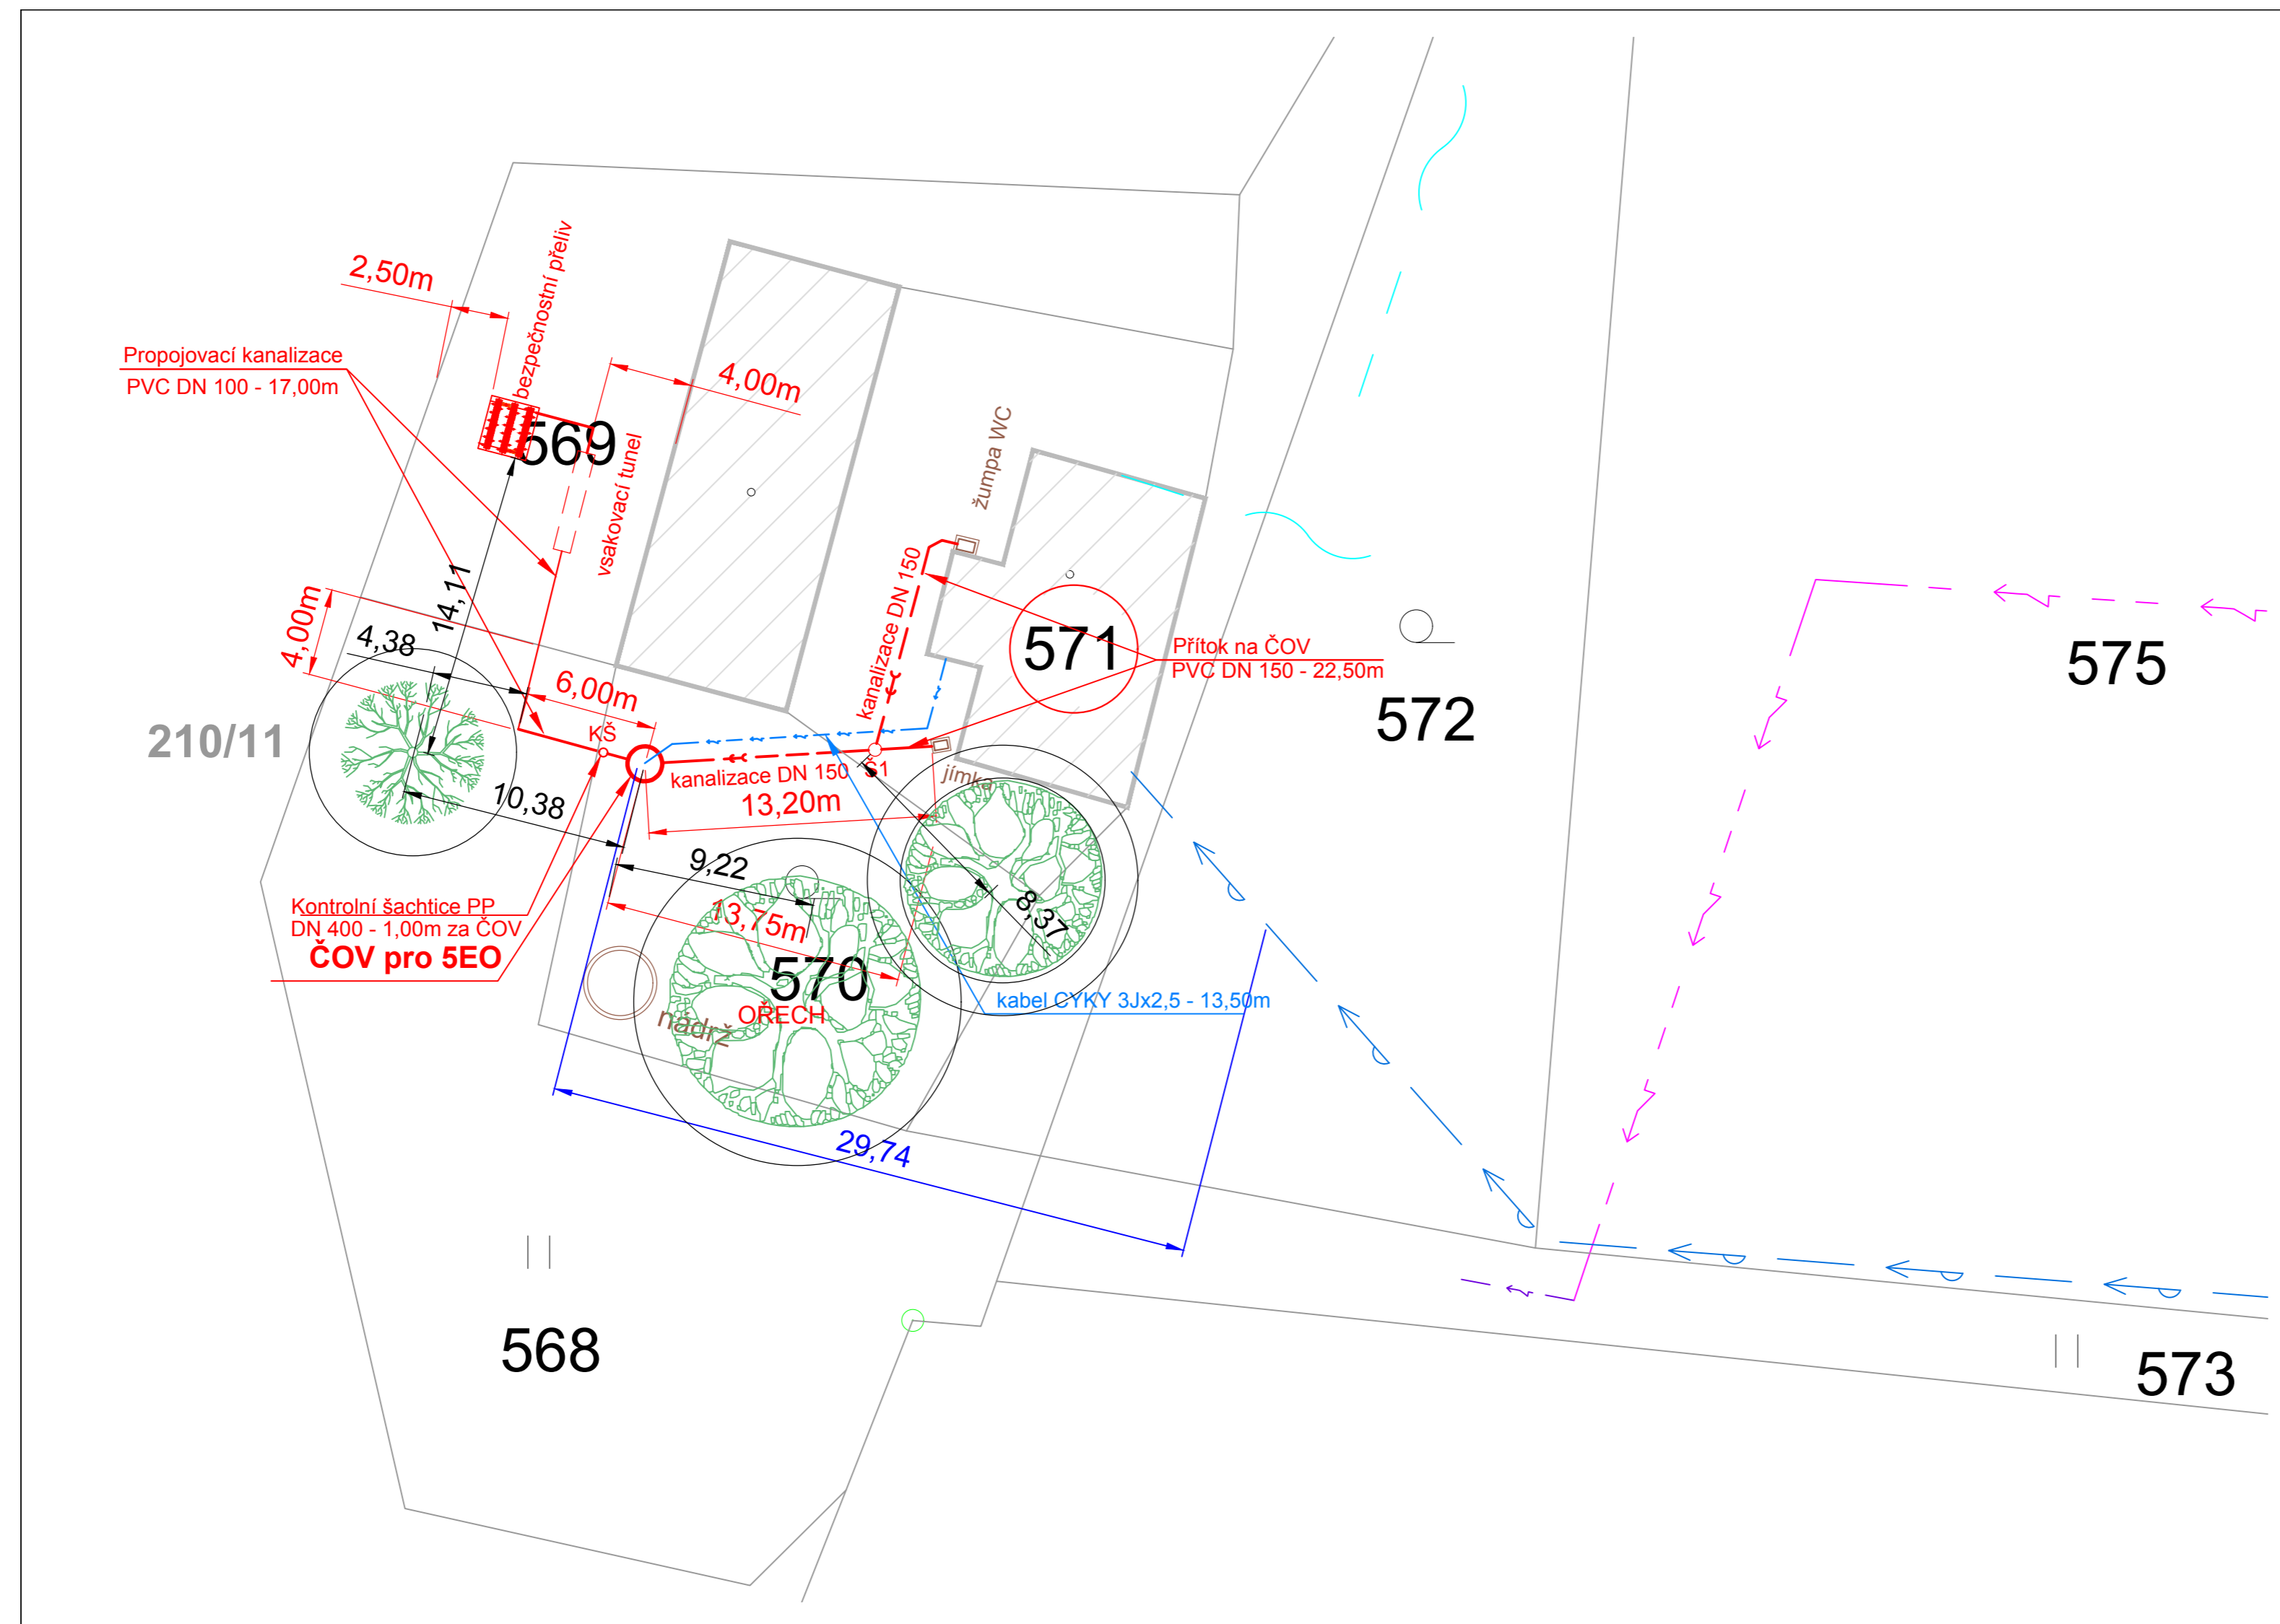 2,50m
bezpečnostní přeliv
Propojovací kanalizace
PVC DN 100 - 17,00m
4,00m
569
vsakovací tunel
žumpa WC
kanalizace DN 150
14,11
4,00m
4,38
6,00m
571
Přítok na ČOV
PVC DN 150 - 22,50m
575
572
210/11
KŠ
kanalizace DN 150
Š1
jímka
13,20m
10,38
9,22
8,37
13,75m
Kontrolní šachtice PP
DN 400 - 1,00m za ČOV
ČOV pro 5EO
570
OŘECH
nádrž
kabel CYKY 3Jx2,5 - 13,50m
29,74
568
573